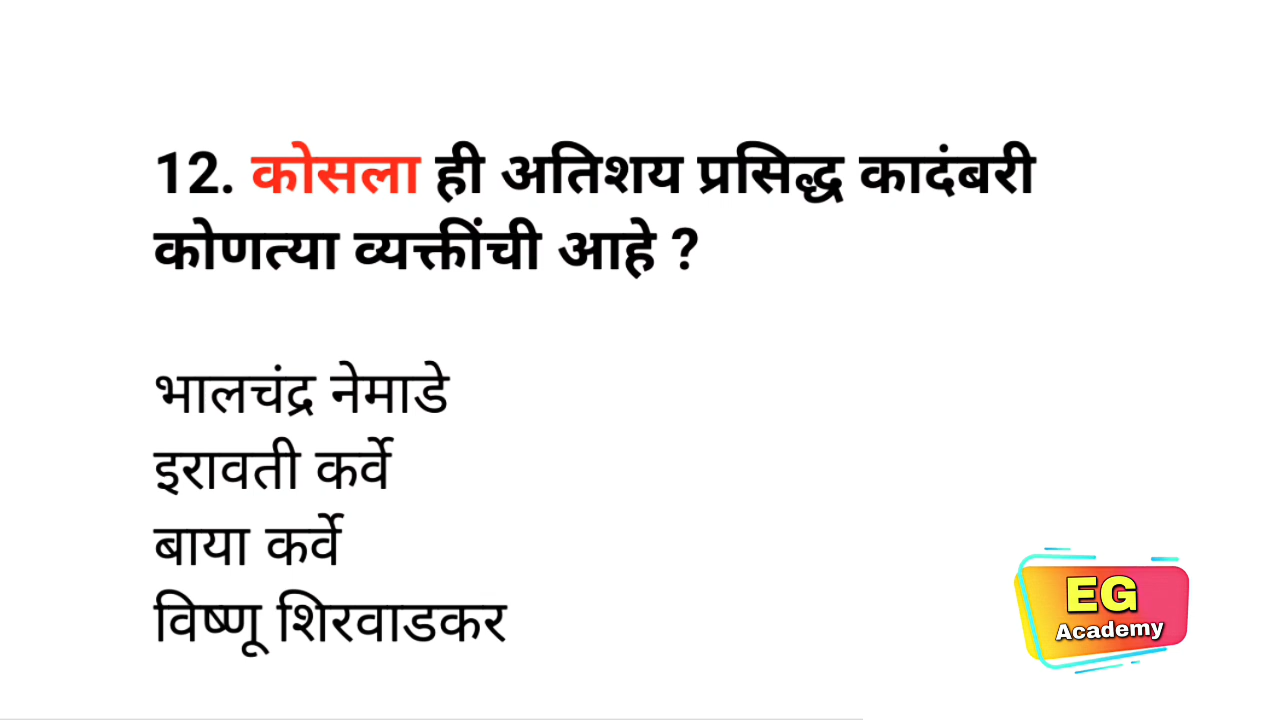 12. कोसला ही अतिशय प्रसिद्ध कादंबरी
कोणत्या व्यक्तींची आहे ?
भालचंद्र नेमाडे
इरावती कर्वे
बाया कर्वे
विष्णू शिरवाडकर
EG
Academy